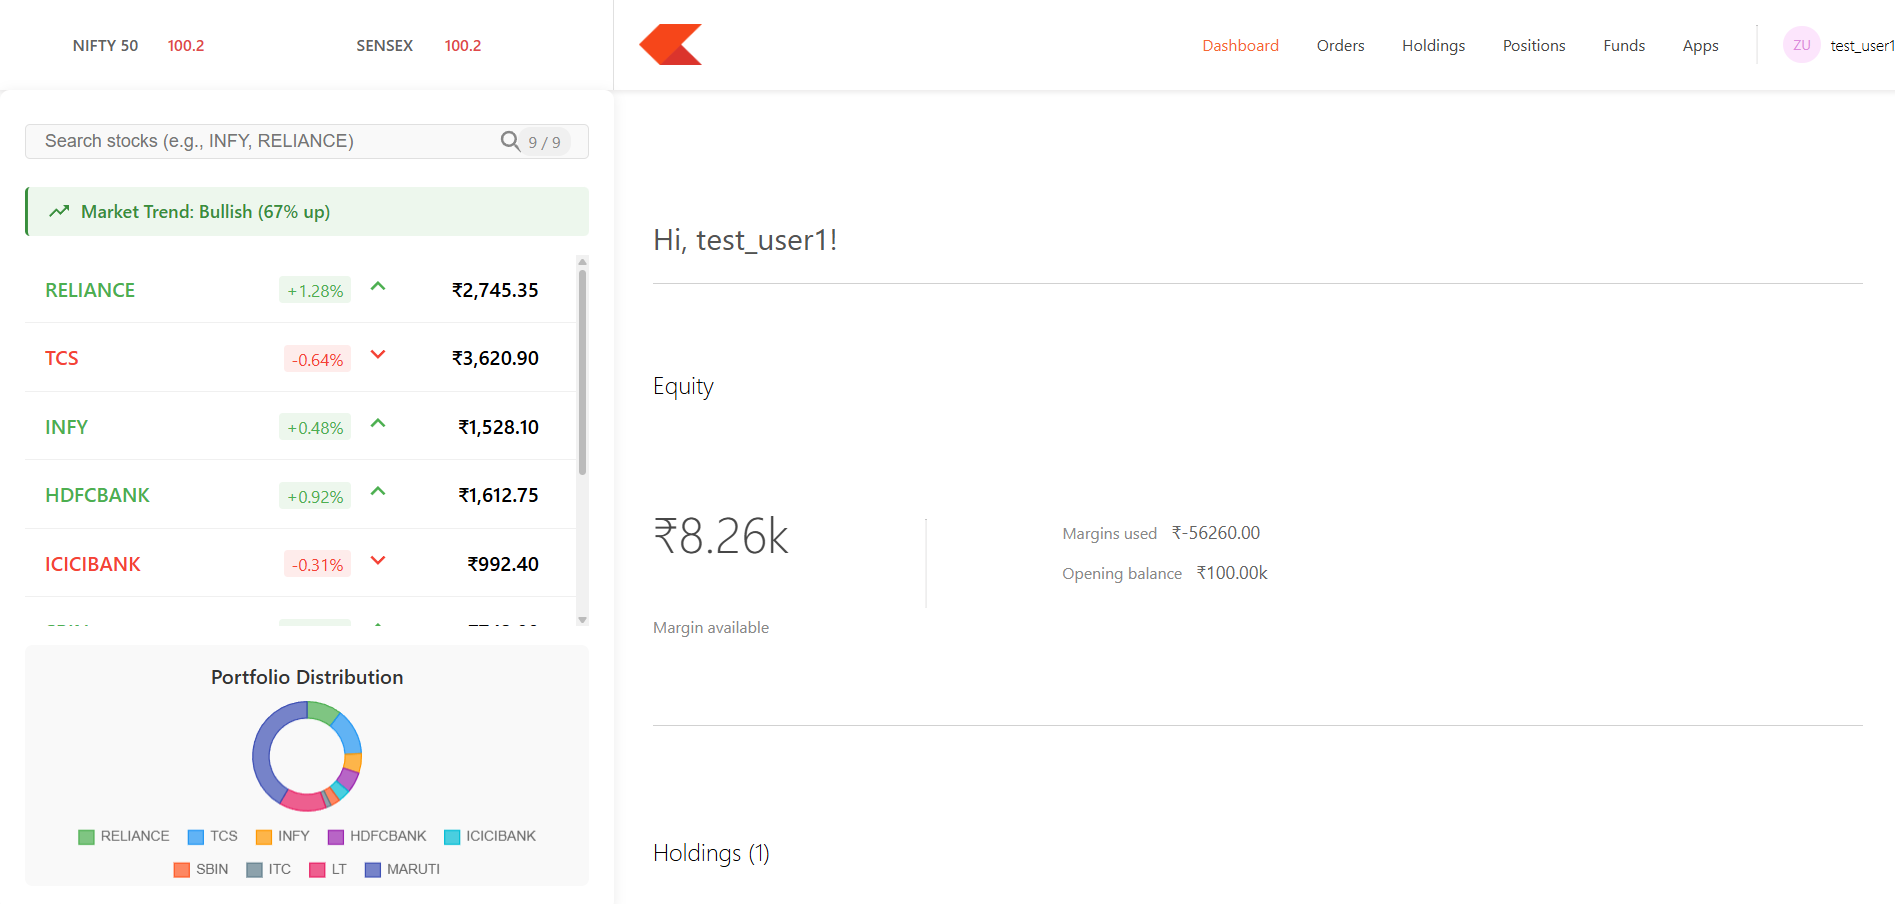 NIFTY 50 100.2 SENSEX 100.2
Dashboard Orders Holdings Positions Funds Apps ZU test_user1
Search stocks (e.g., INFY, RELIANCE) 9 / 9
Market Trend: Bullish (67% up)
RELIANCE +1.28% ₹2,745.35
TCS -0.64% ₹3,620.90
INFY +0.48% ₹1,528.10
HDFCBANK +0.92% ₹1,612.75
ICICIBANK -0.31% ₹992.40
Portfolio Distribution
RELIANCE TCS INFY HDFCBANK ICICIBANK
SBIN ITC LT MARUTI
Hi, test_user1!
Equity
₹8.26k
Margin available
Margins used ₹-56260.00
Opening balance ₹100.00k
Holdings (1)